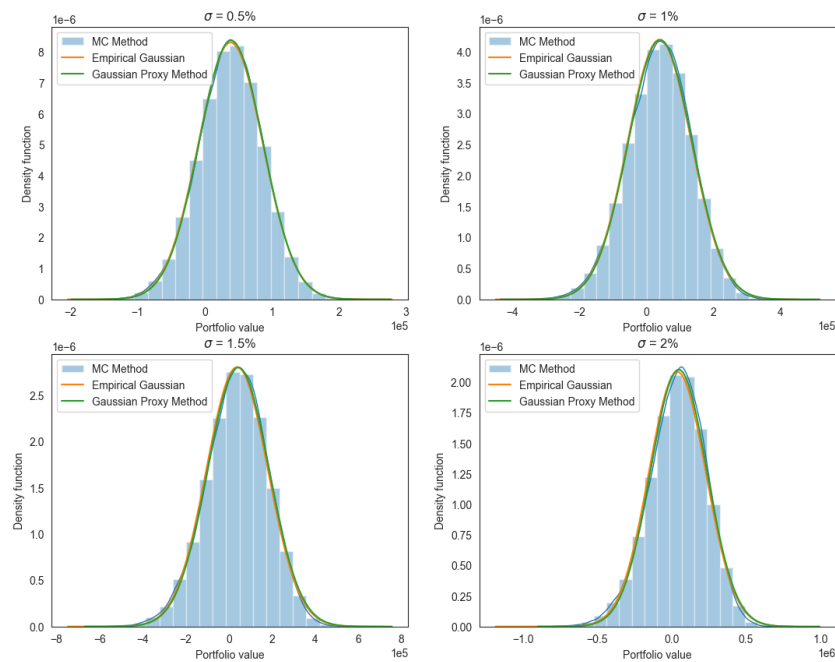 σ = 0.5%
1e−6
MC Method
Empirical Gaussian
Gaussian Proxy Method
Density function
8
7
6
5
4
3
2
1
0
−2 −1 0 1 2 3
Portfolio value
1e5
σ = 1%
1e−6
MC Method
Empirical Gaussian
Gaussian Proxy Method
Density function
4.0
3.5
3.0
2.5
2.0
1.5
1.0
0.5
0.0
−4 −2 0 2 4
Portfolio value
1e5
σ = 1.5%
1e−6
MC Method
Empirical Gaussian
Gaussian Proxy Method
Density function
2.5
2.0
1.5
1.0
0.5
0.0
−8 −6 −4 −2 0 2 4 6 8
Portfolio value
1e5
σ = 2%
1e−6
MC Method
Empirical Gaussian
Gaussian Proxy Method
Density function
2.00
1.75
1.50
1.25
1.00
0.75
0.50
0.25
0.00
−1.0 −0.5 0.0 0.5 1.0
Portfolio value
1e6